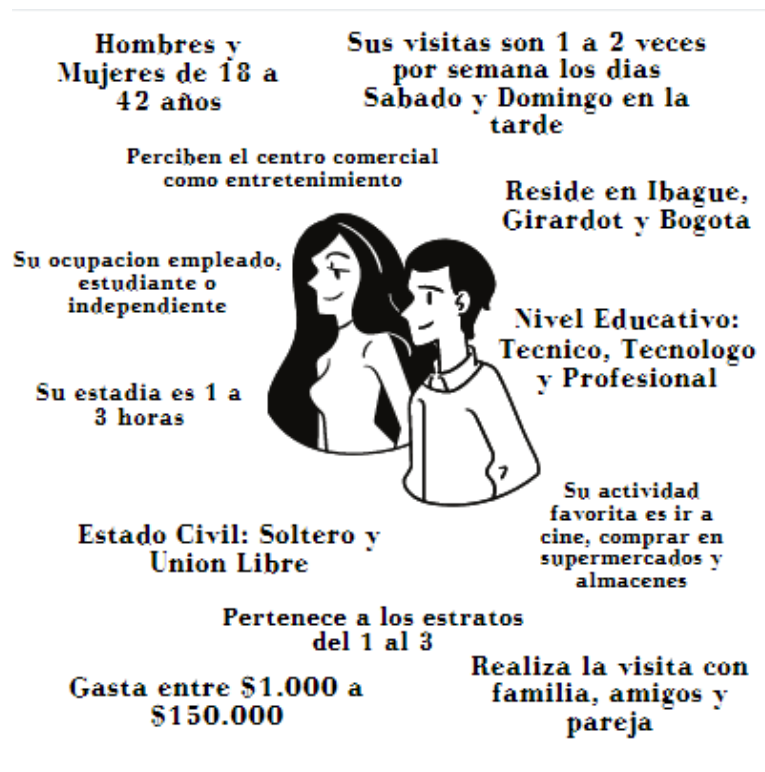 Hombres y
Mujeres de 18 a
42 años
Sus visitas son 1 a 2 veces
por semana los dias
Sabado y Domingo en la
tarde
Perciben el centro comercial
como entretenimiento
Reside en Ibague,
Girardot y Bogota
Su ocupacion empleado,
estudiante o
independiente
Nivel Educativo:
Tecnico, Tecnologo
y Profesional
Su estadia es 1 a
3 horas
Su actividad
favorita es ir a
cine, comprar en
supermercados y
almacenes
Estado Civil: Soltero y
Union Libre
Pertenece a los estratos
del 1 al 3
Gasta entre $1.000 a
$150.000
Realiza la visita con
familia, amigos y
pareja